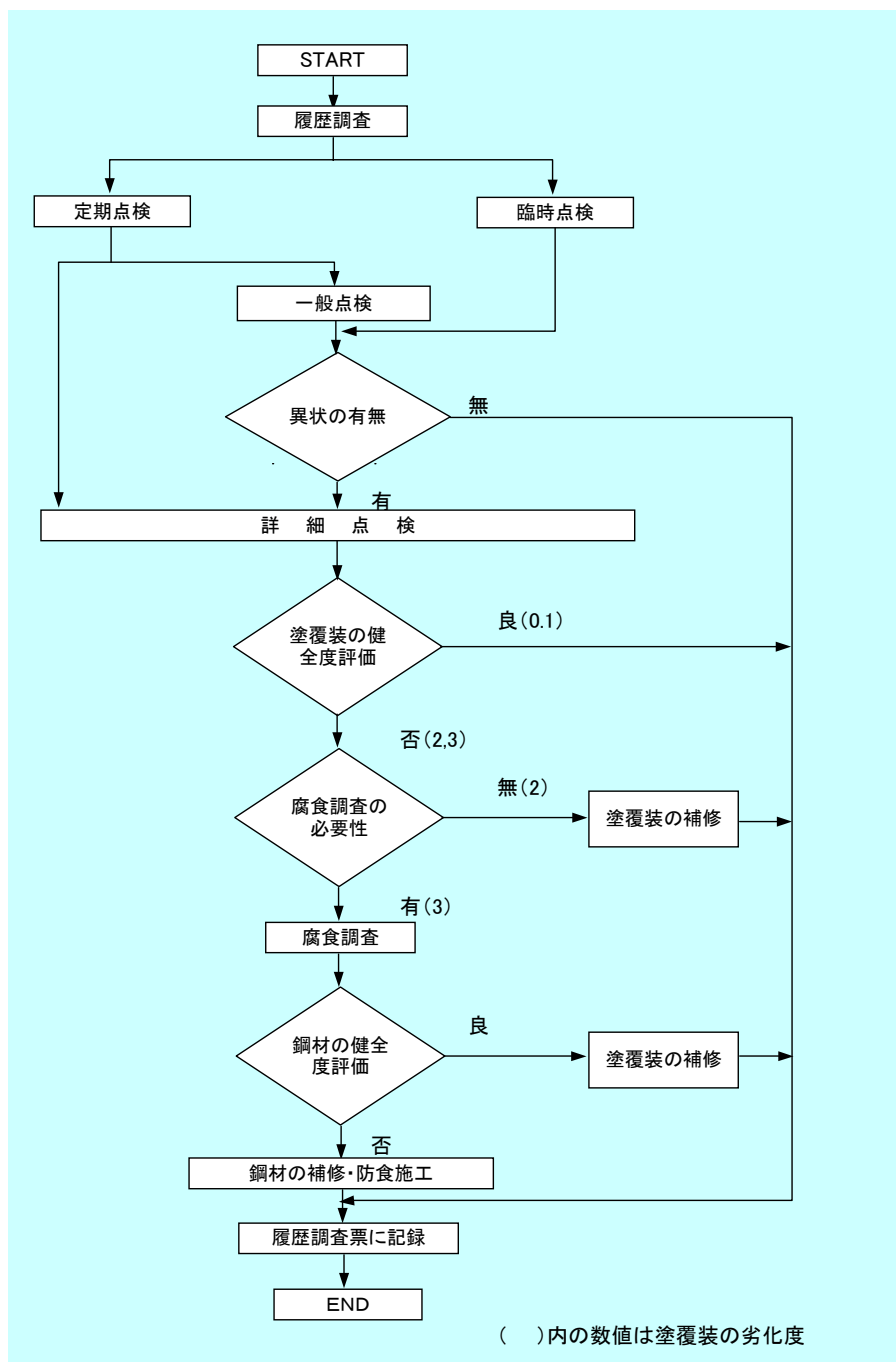 START
履歴調査
定期点検
臨時点検
一般点検
異状の有無
無
有
詳 細 点 検
塗覆装の健
全度評価
良(0.1)
否(2,3)
腐食調査の
必要性
無(2)
塗覆装の補修
有(3)
腐食調査
鋼材の健全
度評価
良
塗覆装の補修
否
鋼材の補修・防食施工
履歴調査票に記録
END
(　)内の数値は塗覆装の劣化度